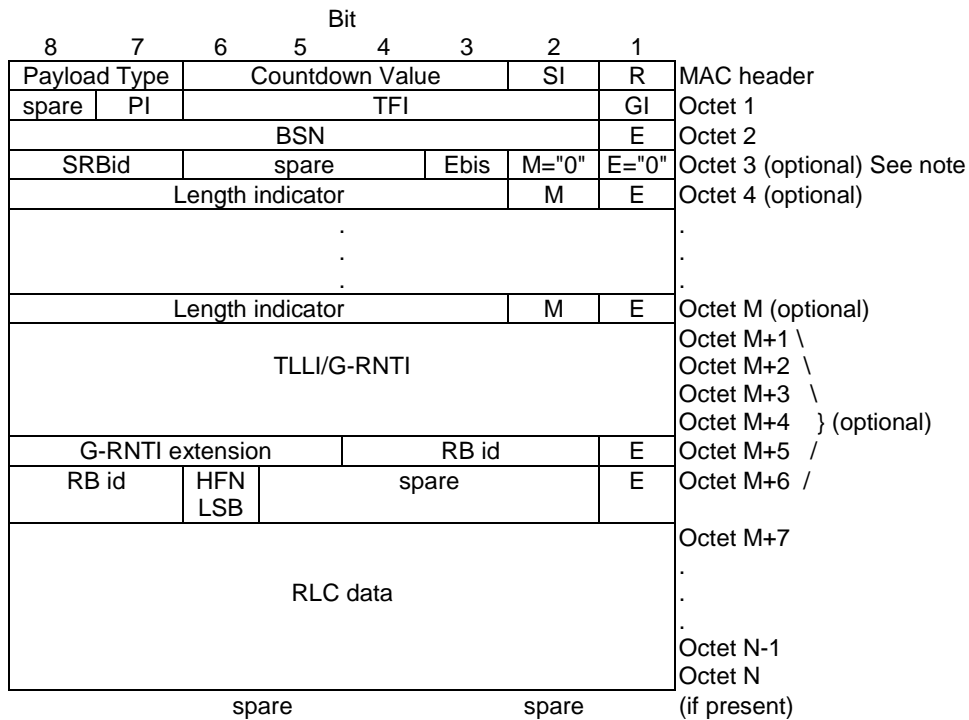 Bit
8 7 6 5 4 3 2 1
Payload Type Countdown Value SI R MAC header
spare PI TFI GI Octet 1
BSN E Octet 2
SRBid spare Ebis M="0" E="0" Octet 3 (optional) See note
Length indicator M E Octet 4 (optional)
. .
. .
. .
Length indicator M E Octet M (optional)
Octet M+1 \
TLLI/G-RNTI Octet M+2 \
Octet M+3 \
Octet M+4 } (optional)
G-RNTI extension RB id E Octet M+5 /
RB id HFN spare E Octet M+6 /
LSB
Octet M+7
.
RLC data .
.
Octet N-1
Octet N
spare spare (if present)